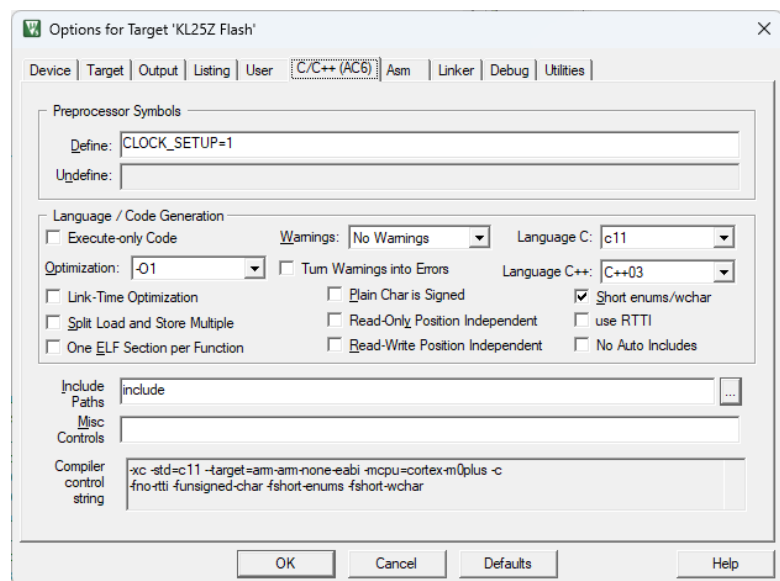 Options for Target 'KL25Z Flash'
Device Target Output Listing User C/C++ (AC6) Asm Linker Debug Utilities
Preprocessor Symbols
Define: CLOCK_SETUP=1
Undefine:
Language / Code Generation
Execute-only Code Warnings: No Warnings Language C: c11
Optimization: -O1 Turn Warnings into Errors Language C++: C++03
Link-Time Optimization Plain Char is Signed Short enums/wchar
Split Load and Store Multiple Read-Only Position Independent use RTTI
One ELF Section per Function Read-Write Position Independent No Auto Includes
Include Paths include ...
Misc Controls
Compiler control string
-xc -std=c11 --target=arm-arm-none-eabi -mcpu=cortex-m0plus -c
-fno-rtti -funsigned-char -fshort-enums -fshort-wchar
OK Cancel Defaults Help